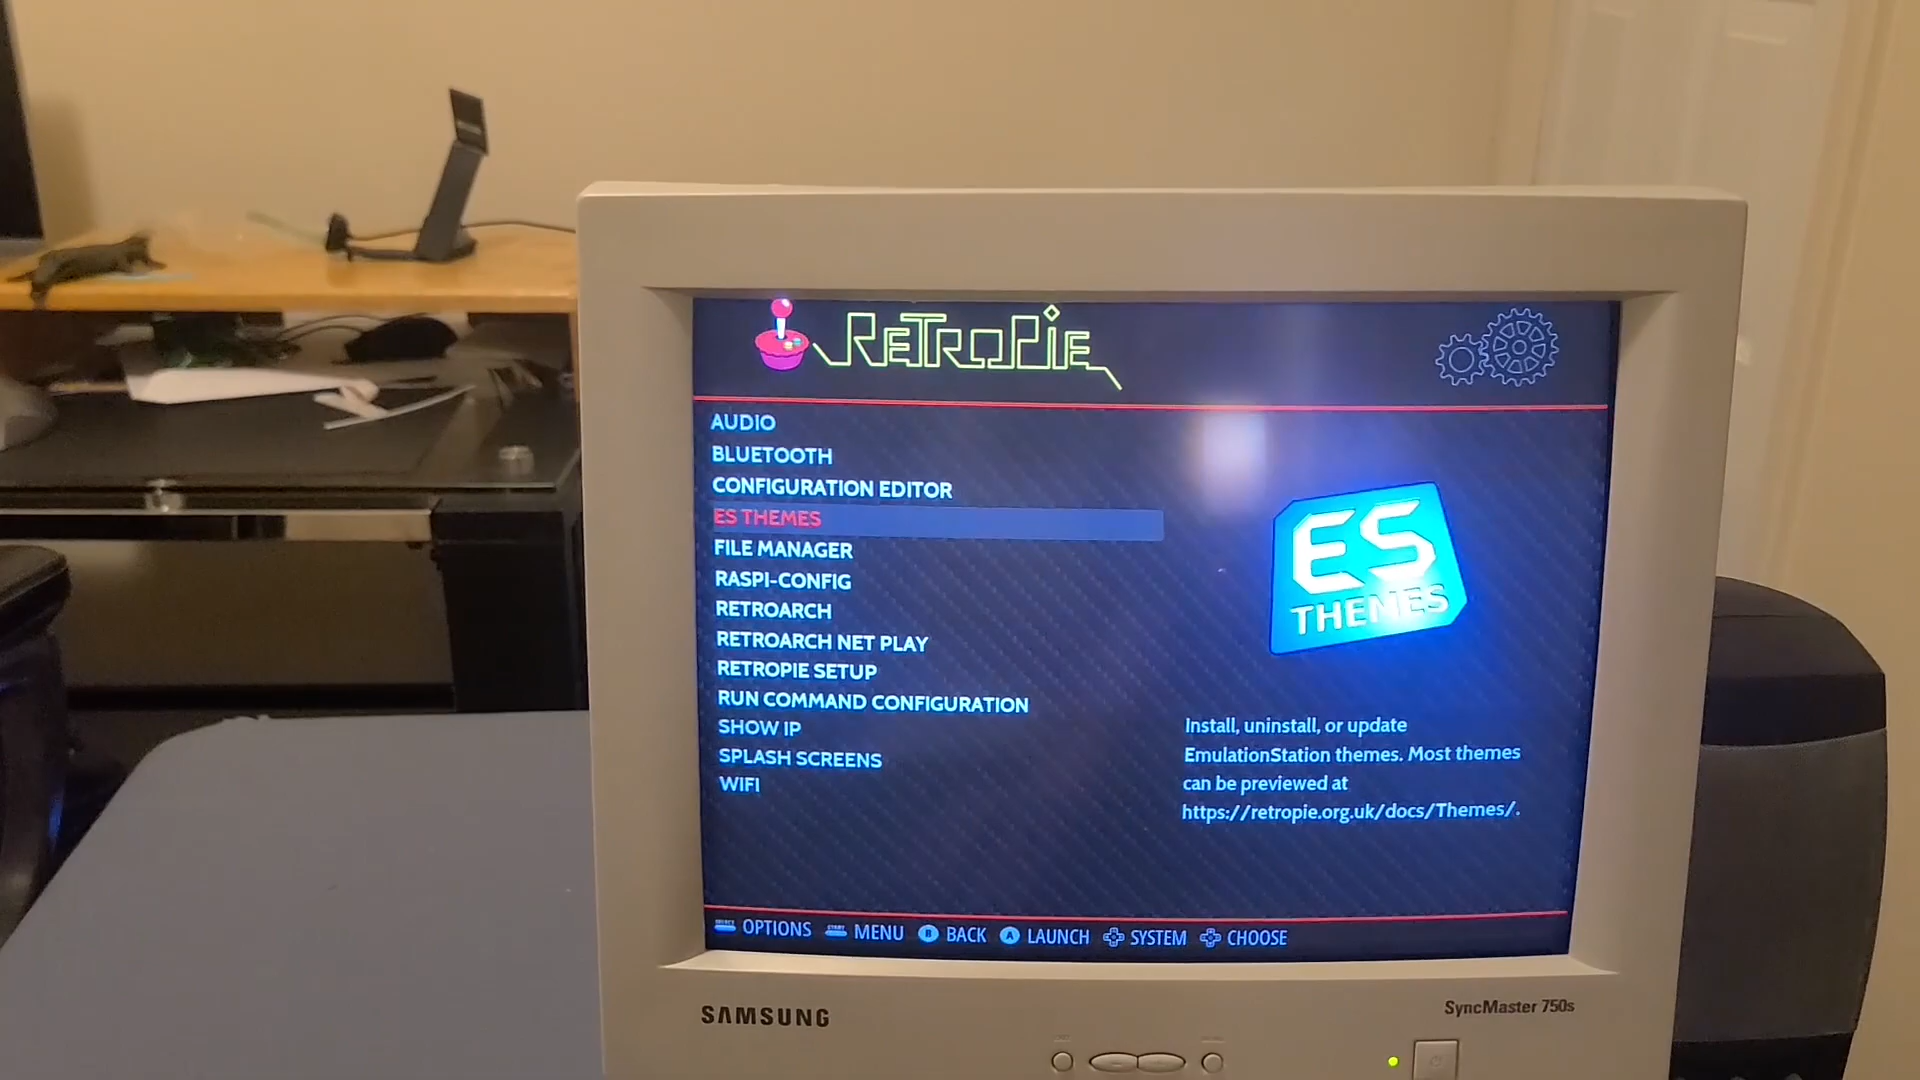 RETROPIE
AUDIO
BLUETOOTH
CONFIGURATION EDITOR
ES THEMES
FILE MANAGER
RASPI-CONFIG
RETROARCH
RETROARCH NET PLAY
RETROPIE SETUP
RUN COMMAND CONFIGURATION
SHOW IP
SPLASH SCREENS
WIFI
ES
THEMES
Install, uninstall, or update
EmulationStation themes. Most themes
can be previewed at
https://retropie.org.uk/docs/Themes/.
SELECT OPTIONS START MENU B BACK A LAUNCH SYSTEM CHOOSE
SAMSUNG
SyncMaster 750s